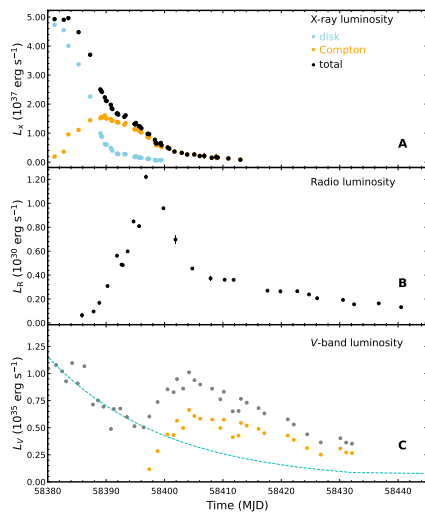 X-ray luminosity
disk
Compton
total
5.00
4.00
3.00
2.00
1.00
0.00
Lx (10^37 erg s^−1)
A
Radio luminosity
1.20
1.00
0.80
0.60
0.40
0.20
0.00
LR (10^30 erg s^−1)
B
V-band luminosity
1.25
1.00
0.75
0.50
0.25
0.00
LV (10^35 erg s^−1)
C
58380 58390 58400 58410 58420 58430 58440
Time (MJD)